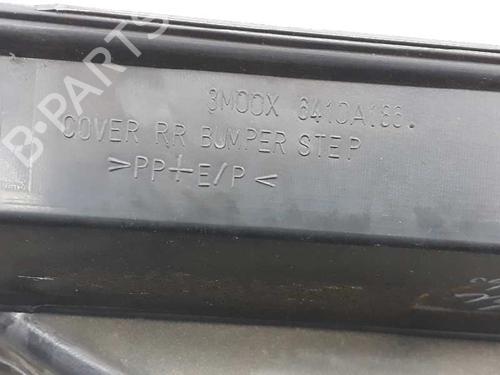 3M00X 6410A166.
COVER RR BUMPER STEP
>PP+E/P<
B-PARTS